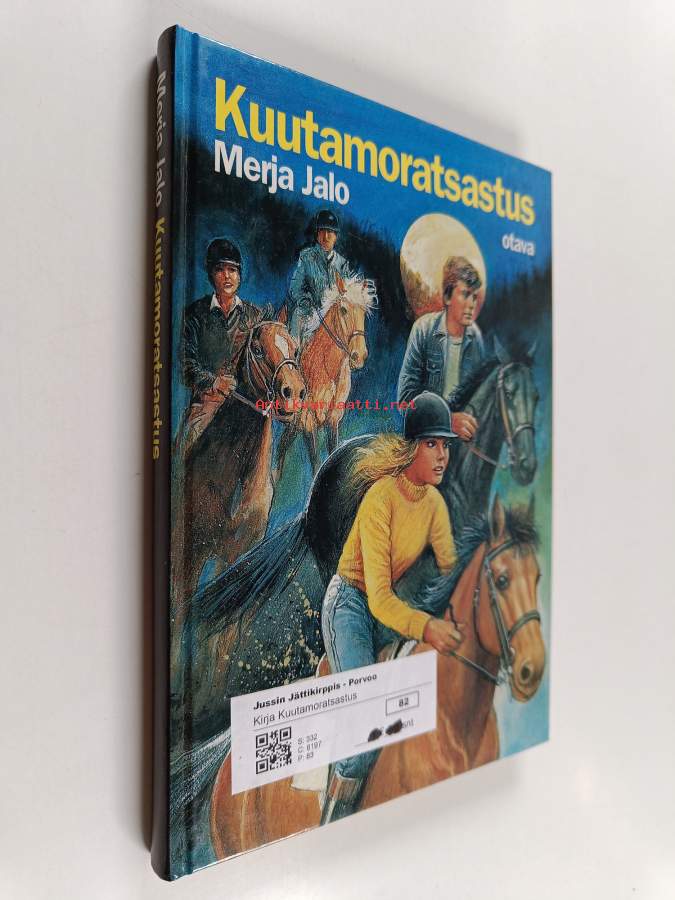 Kuutamoratsastus
Merja Jalo
otava
Merja Jalo Kuutamoratsastus
Antikvariaatti.net
Jussin Jättikirppis - Porvoo
Kirja Kuutamoratsastus
82
S: 332
C: 6197
P: 83